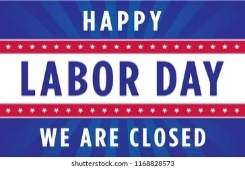 HAPPY
LABOR DAY
WE ARE CLOSED
shutterstock.com · 1168828573